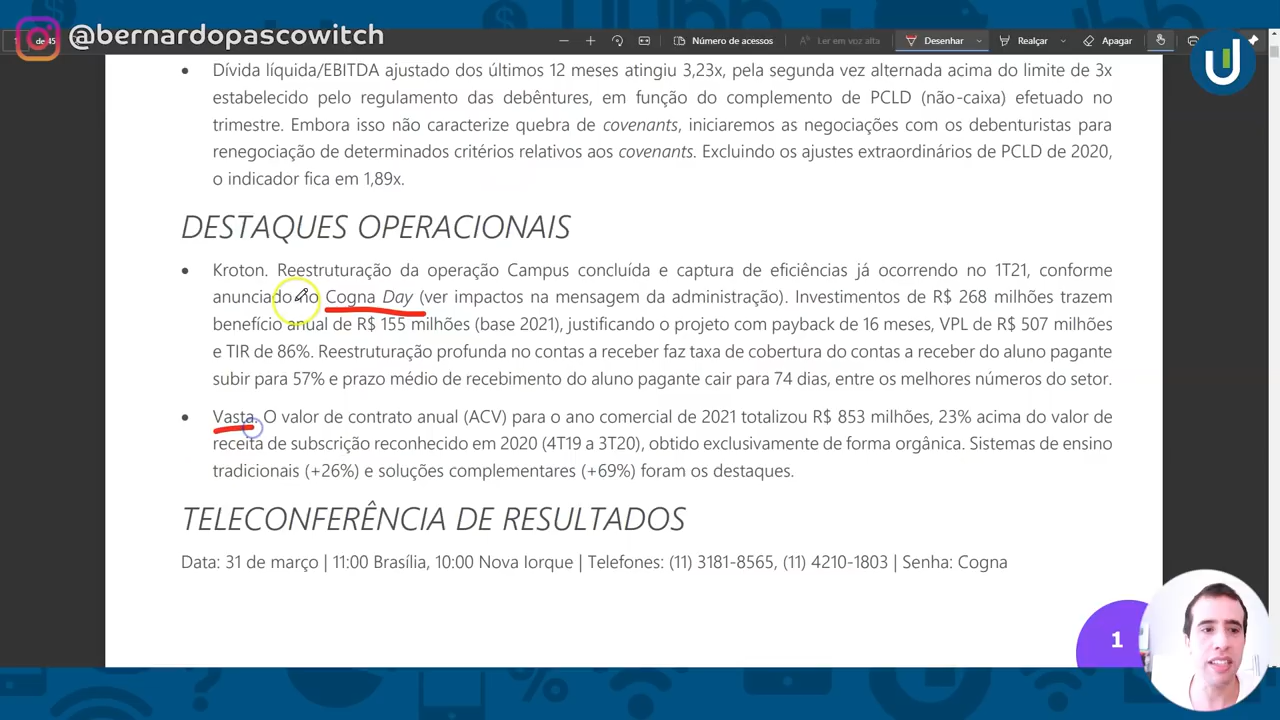 @bernardopascowitch
de 45
Número de acessos
Ler em voz alta
Desenhar
Realçar
Apagar
• Dívida líquida/EBITDA ajustado dos últimos 12 meses atingiu 3,23x, pela segunda vez alternada acima do limite de 3x
estabelecido pelo regulamento das debêntures, em função do complemento de PCLD (não-caixa) efetuado no
trimestre. Embora isso não caracterize quebra de covenants, iniciaremos as negociações com os debenturistas para
renegociação de determinados critérios relativos aos covenants. Excluindo os ajustes extraordinários de PCLD de 2020,
o indicador fica em 1,89x.
DESTAQUES OPERACIONAIS
• Kroton. Reestruturação da operação Campus concluída e captura de eficiências já ocorrendo no 1T21, conforme
anunciado no Cogna Day (ver impactos na mensagem da administração). Investimentos de R$ 268 milhões trazem
benefício anual de R$ 155 milhões (base 2021), justificando o projeto com payback de 16 meses, VPL de R$ 507 milhões
e TIR de 86%. Reestruturação profunda no contas a receber faz taxa de cobertura do contas a receber do aluno pagante
subir para 57% e prazo médio de recebimento do aluno pagante cair para 74 dias, entre os melhores números do setor.
• Vasta. O valor de contrato anual (ACV) para o ano comercial de 2021 totalizou R$ 853 milhões, 23% acima do valor de
receita de subscrição reconhecido em 2020 (4T19 a 3T20), obtido exclusivamente de forma orgânica. Sistemas de ensino
tradicionais (+26%) e soluções complementares (+69%) foram os destaques.
TELECONFERÊNCIA DE RESULTADOS
Data: 31 de março | 11:00 Brasília, 10:00 Nova Iorque | Telefones: (11) 3181-8565, (11) 4210-1803 | Senha: Cogna
1